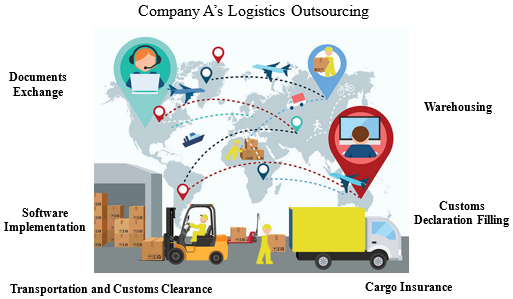 Company A's Logistics Outsourcing
Documents
Exchange
Warehousing
Software
Implementation
Customs
Declaration Filling
Transportation and Customs Clearance
Cargo Insurance